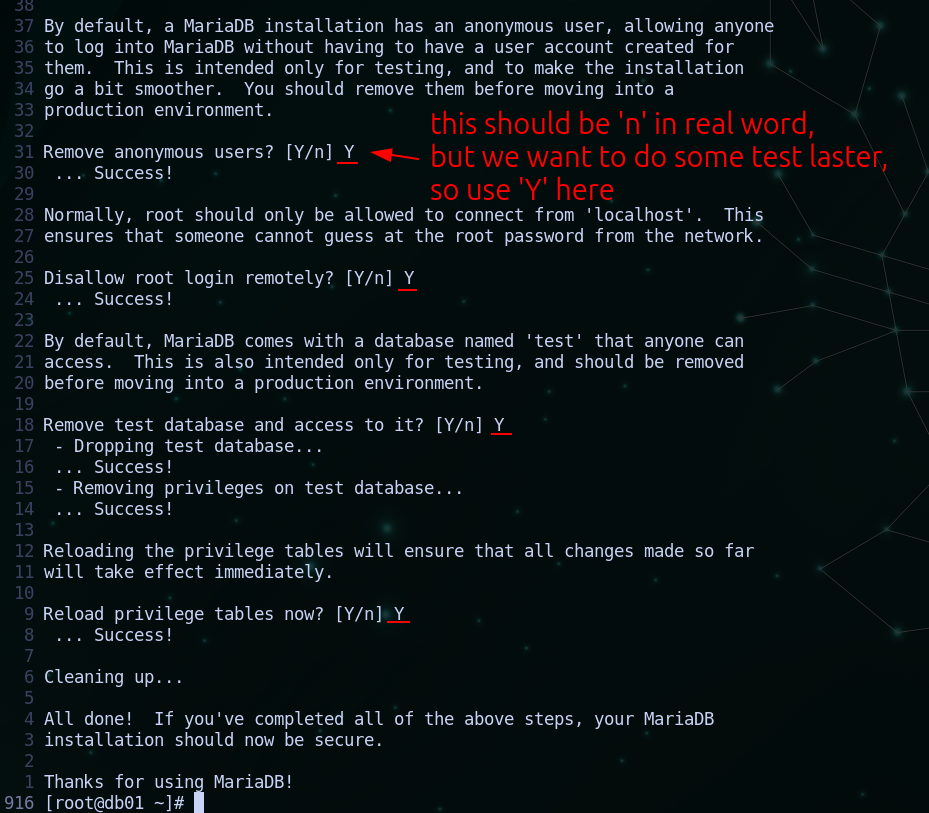 38
37 By default, a MariaDB installation has an anonymous user, allowing anyone
36 to log into MariaDB without having to have a user account created for
35 them.  This is intended only for testing, and to make the installation
34 go a bit smoother.  You should remove them before moving into a
33 production environment.
32
31 Remove anonymous users? [Y/n] Y
30  ... Success!
29
28 Normally, root should only be allowed to connect from 'localhost'.  This
27 ensures that someone cannot guess at the root password from the network.
26
25 Disallow root login remotely? [Y/n] Y
24  ... Success!
23
22 By default, MariaDB comes with a database named 'test' that anyone can
21 access.  This is also intended only for testing, and should be removed
20 before moving into a production environment.
19
18 Remove test database and access to it? [Y/n] Y
17  - Dropping test database...
16  ... Success!
15  - Removing privileges on test database...
14  ... Success!
13
12 Reloading the privilege tables will ensure that all changes made so far
11 will take effect immediately.
10
9 Reload privilege tables now? [Y/n] Y
8  ... Success!
7
6 Cleaning up...
5
4 All done!  If you've completed all of the above steps, your MariaDB
3 installation should now be secure.
2
1 Thanks for using MariaDB!
916 [root@db01 ~]#
this should be 'n' in real word,
but we want to do some test laster,
so use 'Y' here